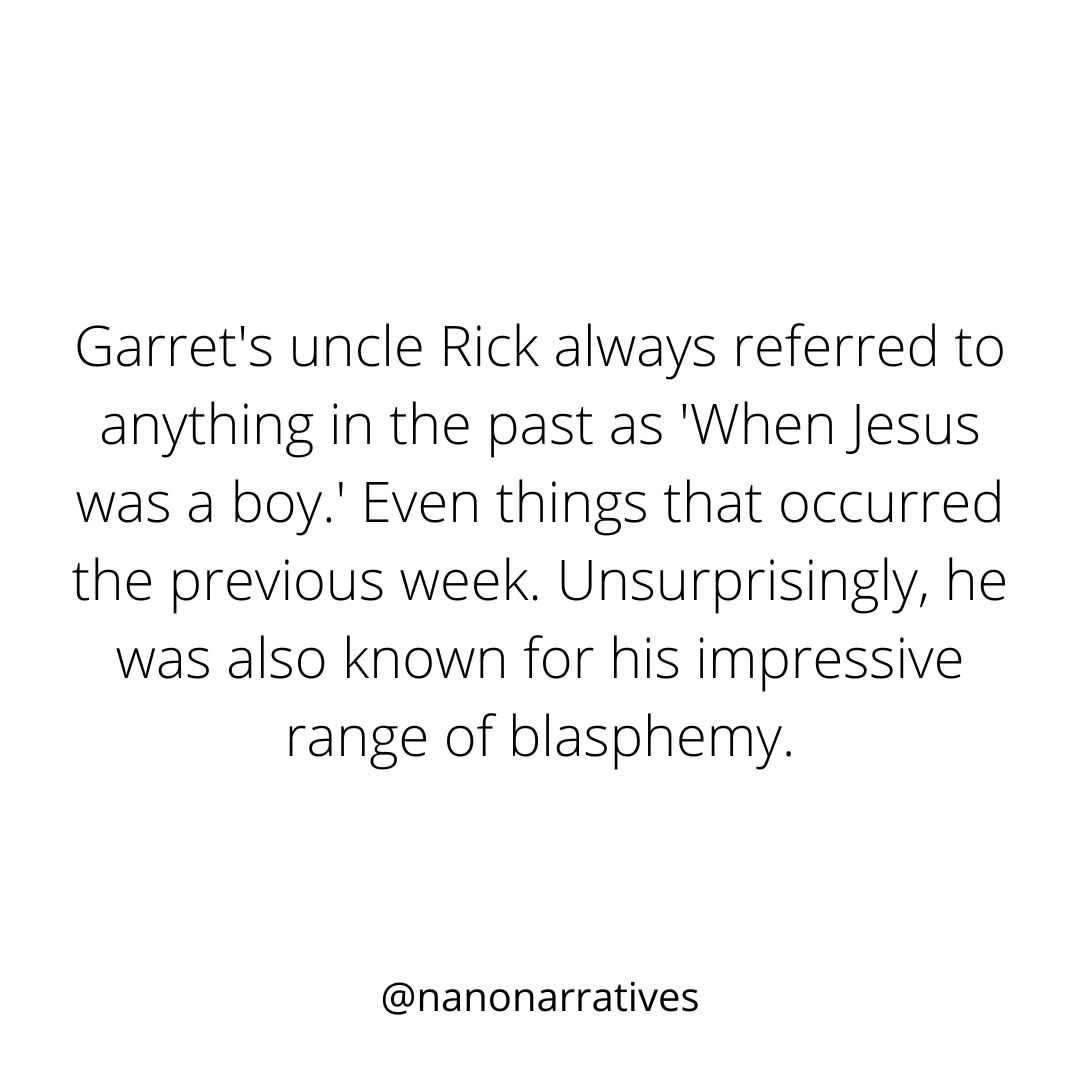 Garret's uncle Rick always referred to
anything in the past as 'When Jesus
was a boy.' Even things that occurred
the previous week. Unsurprisingly, he
was also known for his impressive
range of blasphemy.
@nanonarratives